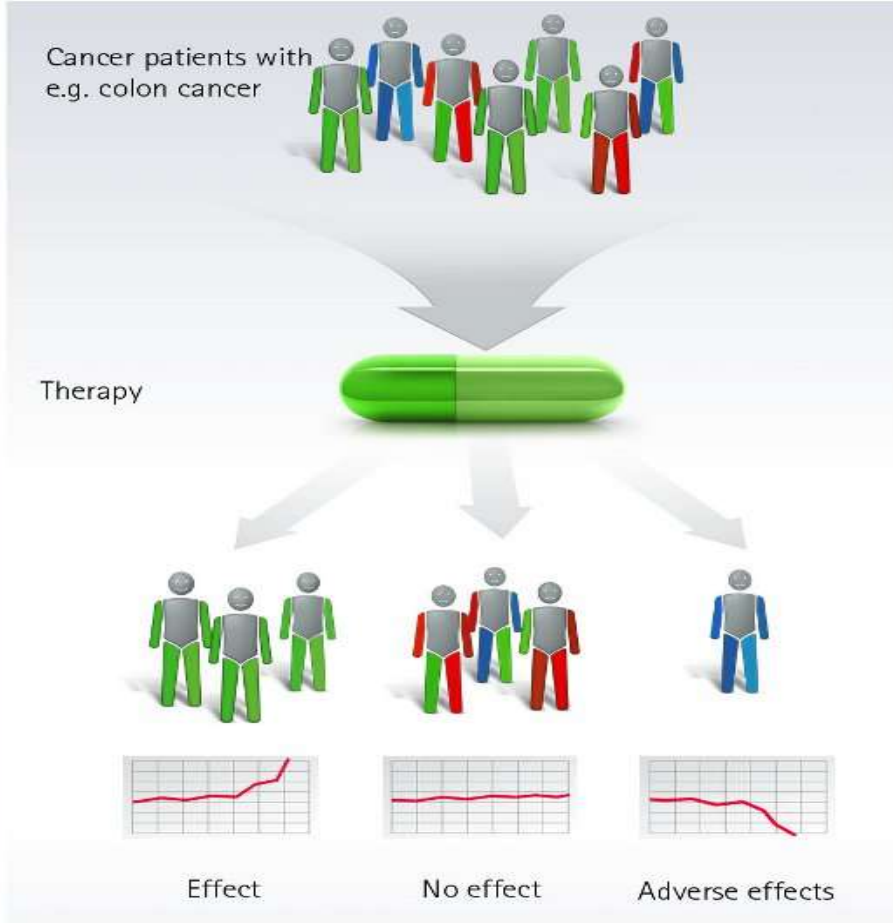 Cancer patients with
e.g. colon cancer
Therapy
Effect
No effect
Adverse effects